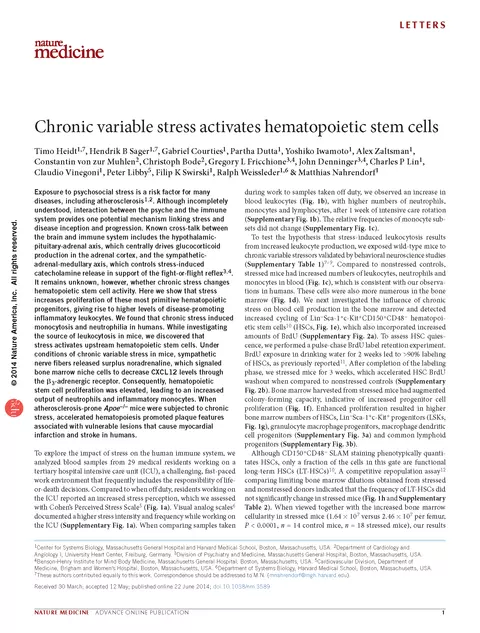 LETTERS
nature
medicine
Chronic variable stress activates hematopoietic stem cells
Timo Heidt1,7, Hendrik B Sager1,7, Gabriel Courties1, Partha Dutta1, Yoshiko Iwamoto1, Alex Zaltsman1,
Constantin von zur Muhlen2, Christoph Bode2, Gregory L Fricchione3,4, John Denninger3,4, Charles P Lin1,
Claudio Vinegoni1, Peter Libby5, Filip K Swirski1, Ralph Weissleder1,6 & Matthias Nahrendorf1
Exposure to psychosocial stress is a risk factor for many
diseases, including atherosclerosis1,2. Although incompletely
understood, interaction between the psyche and the immune
system provides one potential mechanism linking stress and
disease inception and progression. Known cross-talk between
the brain and immune system includes the hypothalamic-
pituitary-adrenal axis, which centrally drives glucocorticoid
production in the adrenal cortex, and the sympathetic-
adrenal-medullary axis, which controls stress-induced
catecholamine release in support of the fight-or-flight reflex3,4.
It remains unknown, however, whether chronic stress changes
hematopoietic stem cell activity. Here we show that stress
increases proliferation of these most primitive hematopoietic
progenitors, giving rise to higher levels of disease-promoting
inflammatory leukocytes. We found that chronic stress induced
monocytosis and neutrophilia in humans. While investigating
the source of leukocytosis in mice, we discovered that
stress activates upstream hematopoietic stem cells. Under
conditions of chronic variable stress in mice, sympathetic
nerve fibers released surplus noradrenaline, which signaled
bone marrow niche cells to decrease CXCL12 levels through
the β3-adrenergic receptor. Consequently, hematopoietic
stem cell proliferation was elevated, leading to an increased
output of neutrophils and inflammatory monocytes. When
atherosclerosis-prone Apoe−/− mice were subjected to chronic
stress, accelerated hematopoiesis promoted plaque features
associated with vulnerable lesions that cause myocardial
infarction and stroke in humans.
To explore the impact of stress on the human immune system, we
analyzed blood samples from 29 medical residents working on a
tertiary hospital intensive care unit (ICU), a challenging, fast-paced
work environment that frequently includes the responsibility of life-
or-death decisions. Compared to when off duty, residents working on
the ICU reported an increased stress perception, which we assessed
with Cohen's Perceived Stress Scale5 (Fig. 1a). Visual analog scales6
documented a higher stress intensity and frequency while working on
the ICU (Supplementary Fig. 1a). When comparing samples taken
during work to samples taken off duty, we observed an increase in
blood leukocytes (Fig. 1b), with higher numbers of neutrophils,
monocytes and lymphocytes, after 1 week of intensive-care rotation
(Supplementary Fig. 1b). The relative frequencies of monocyte sub-
sets did not change (Supplementary Fig. 1c).
To test the hypothesis that stress-induced leukocytosis results
from increased leukocyte production, we exposed wild-type mice to
chronic variable stressors validated by behavioral neuroscience studies
(Supplementary Table 1)7–9. Compared to nonstressed controls,
stressed mice had increased numbers of leukocytes, neutrophils and
monocytes in blood (Fig. 1c), which is consistent with our observa-
tions in humans. These cells were also more numerous in the bone
marrow (Fig. 1d). We next investigated the influence of chronic
stress on blood cell production in the bone marrow and detected
increased cycling of Lin−Sca-1+c-Kit+CD150+CD48− hematopoi-
etic stem cells10 (HSCs, Fig. 1e), which also incorporated increased
amounts of BrdU (Supplementary Fig. 2a). To assess HSC quies-
cence, we performed a pulse-chase BrdU label retention experiment.
BrdU exposure in drinking water for 2 weeks led to >90% labeling
of HSCs, as previously reported11. After completion of the labeling
phase, we stressed mice for 3 weeks, which accelerated HSC BrdU
washout when compared to nonstressed controls (Supplementary
Fig. 2b). Bone marrow harvested from stressed mice had augmented
colony-forming capacity, indicative of increased progenitor cell
proliferation (Fig. 1f). Enhanced proliferation resulted in higher
bone marrow numbers of HSCs, Lin−Sca-1+c-Kit+ progenitors (LSKs,
Fig. 1g), granulocyte macrophage progenitors, macrophage dendritic
cell progenitors (Supplementary Fig. 3a) and common lymphoid
progenitors (Supplementary Fig. 3b).
Although CD150+CD48− SLAM staining phenotypically quanti-
tates HSCs, only a fraction of the cells in this gate are functional
long-term HSCs (LT-HSCs)10. A competitive repopulation assay12
comparing limiting bone marrow dilutions obtained from stressed
and nonstressed donors indicated that the frequency of LT-HSCs did
not significantly change in stressed mice (Fig. 1h and Supplementary
Table 2). When viewed together with the increased bone marrow
cellularity in stressed mice (1.64 × 107 versus 2.46 × 107 per femur,
P < 0.0001, n = 14 control mice, n = 18 stressed mice), our results
1Center for Systems Biology, Massachusetts General Hospital and Harvard Medical School, Boston, Massachusetts, USA. 2Department of Cardiology and
Angiology I, University Heart Center, Freiburg, Germany. 3Division of Psychiatry and Medicine, Massachusetts General Hospital, Boston, Massachusetts, USA.
4Benson-Henry Institute for Mind Body Medicine, Massachusetts General Hospital, Boston, Massachusetts, USA. 5Cardiovascular Division, Department of
Medicine, Brigham and Women's Hospital, Boston, Massachusetts, USA. 6Department of Systems Biology, Harvard Medical School, Boston, Massachusetts, USA.
7These authors contributed equally to this work. Correspondence should be addressed to M.N. (mnahrendorf@mgh.harvard.edu).
Received 30 March; accepted 12 May; published online 22 June 2014; doi:10.1038/nm.3589
NATURE MEDICINE ADVANCE ONLINE PUBLICATION
1
© 2014 Nature America, Inc. All rights reserved.